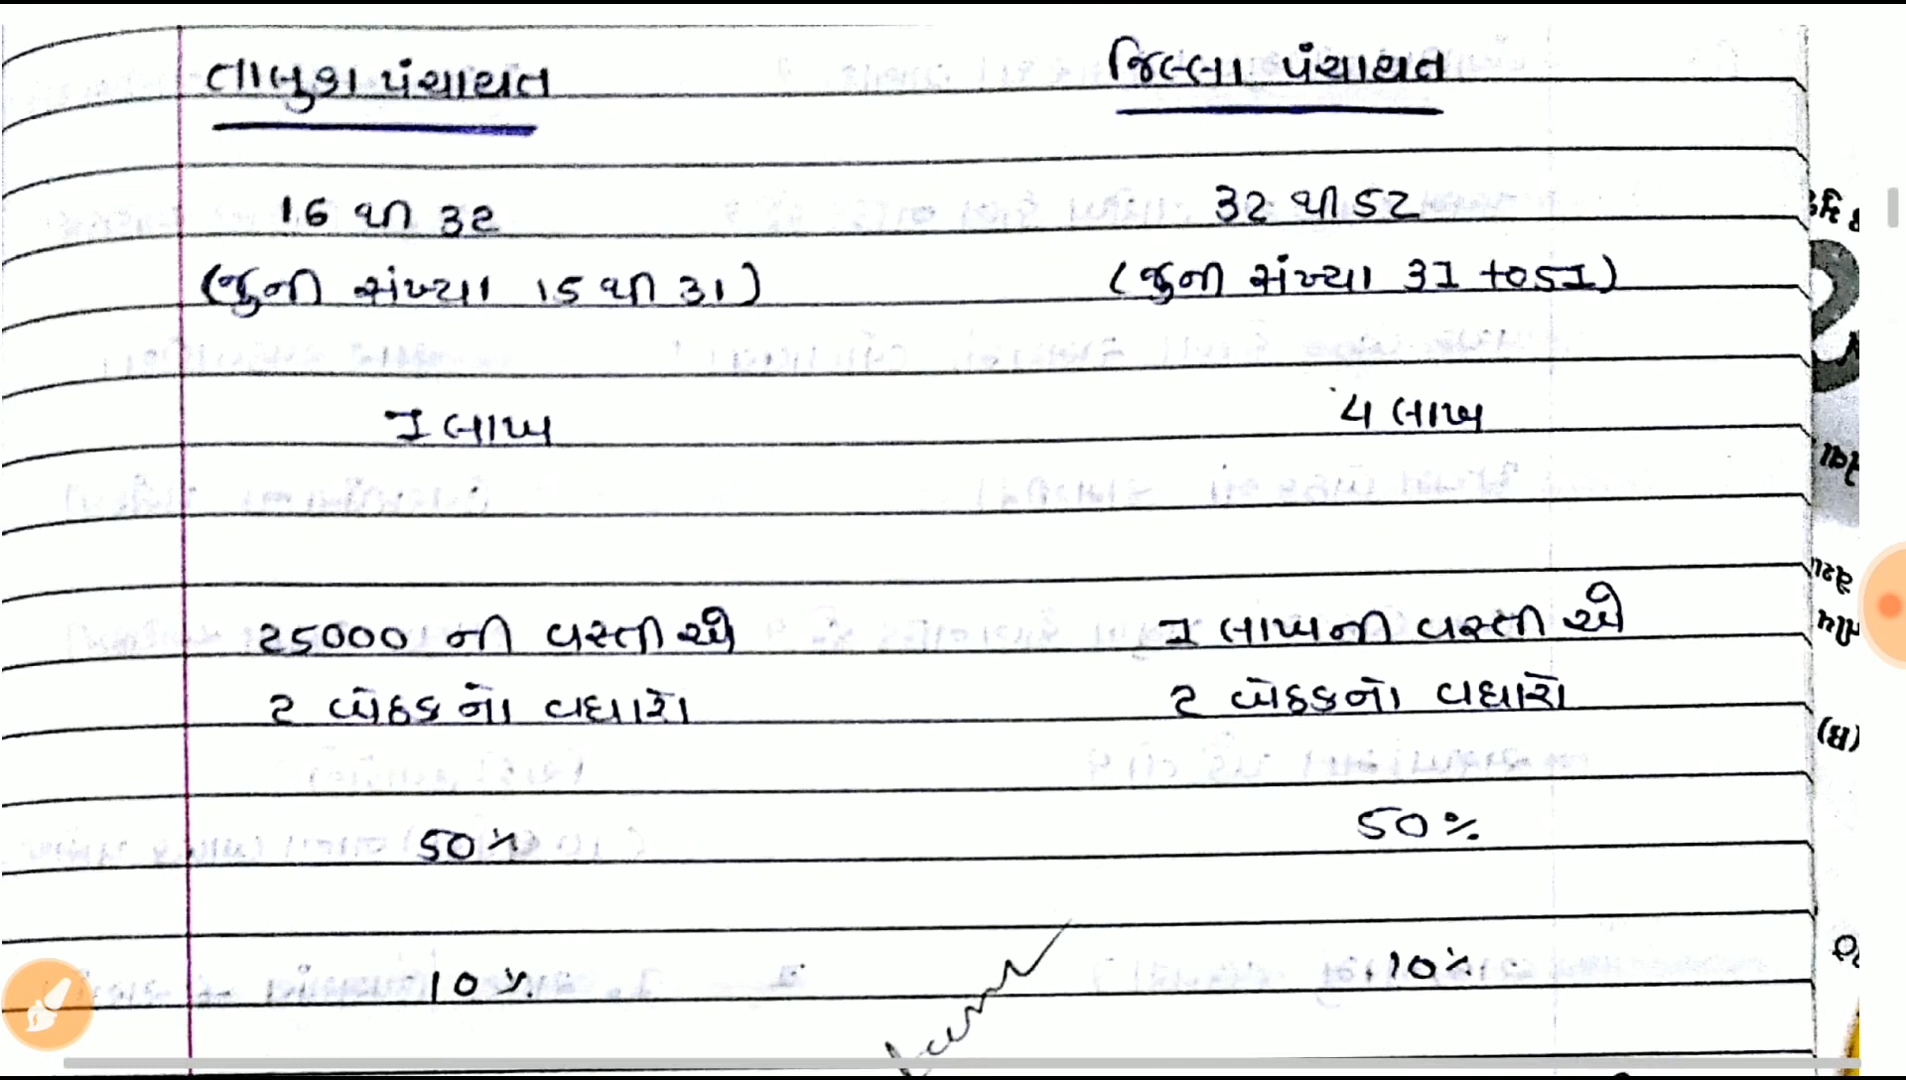 તાલુકા પંચાયત
જિલ્લા પંચાયત
16 થી 32
32 થી 52
(જુની સંખ્યા 15 થી 31)
(જુની સંખ્યા 31 to 51)
1 લાખ
4 લાખ
25000 ની વસ્તીએ
1 લાખની વસ્તીએ
2 બેઠકનો વધારો
2 બેઠકનો વધારો
(B)
50%
50%
10%
10%